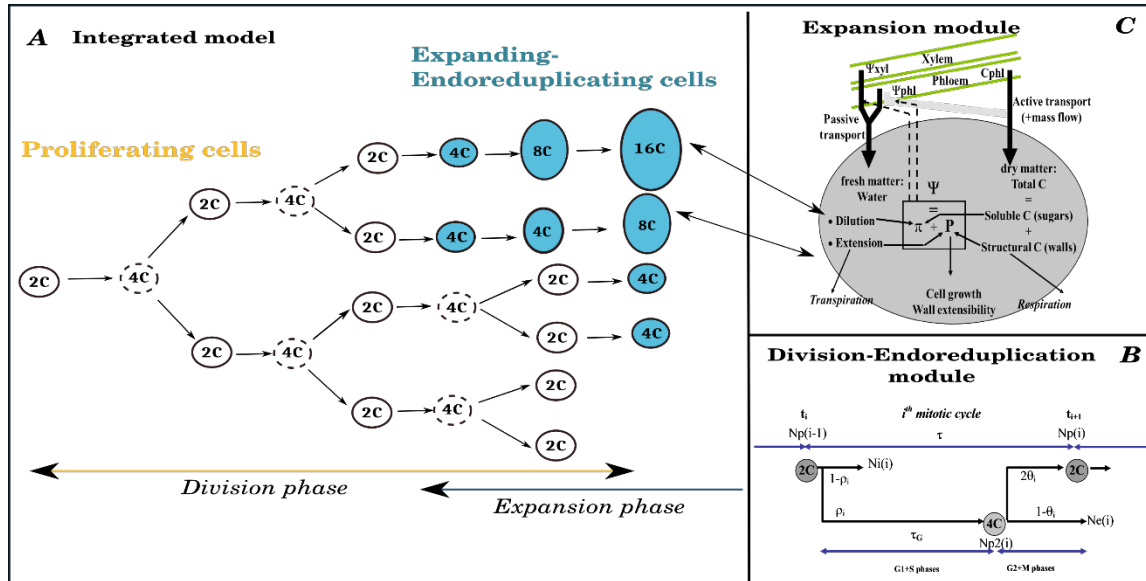 A Integrated model
Expanding-
Endoreduplicating cells
Proliferating cells
2C
4C
2C
4C
2C
4C
8C
16C
2C
4C
4C
8C
2C
4C
2C
4C
2C
4C
2C
4C
2C
4C
2C
2C
Division phase
Expansion phase
Expansion module C
Xylem
Ψxyl
Phloem
Cphl
Ψphl
Passive
transport
Active transport
(+mass flow)
fresh matter:
Water
dry matter:
Total C
=
Soluble C (sugars)
+
Structural C (walls)
Ψ
=
π + P
• Dilution
• Extension
Transpiration
Cell growth
Wall extensibility
Respiration
Division-Endoreduplication B
module
ti ith mitotic cycle ti+1
Np(i-1) τ Np(i)
2C Ni(i)
1-ρi
2θi 2C
ρi
4C
1-θi Ne(i)
τG
Np2(i)
G1+S phases G2+M phases